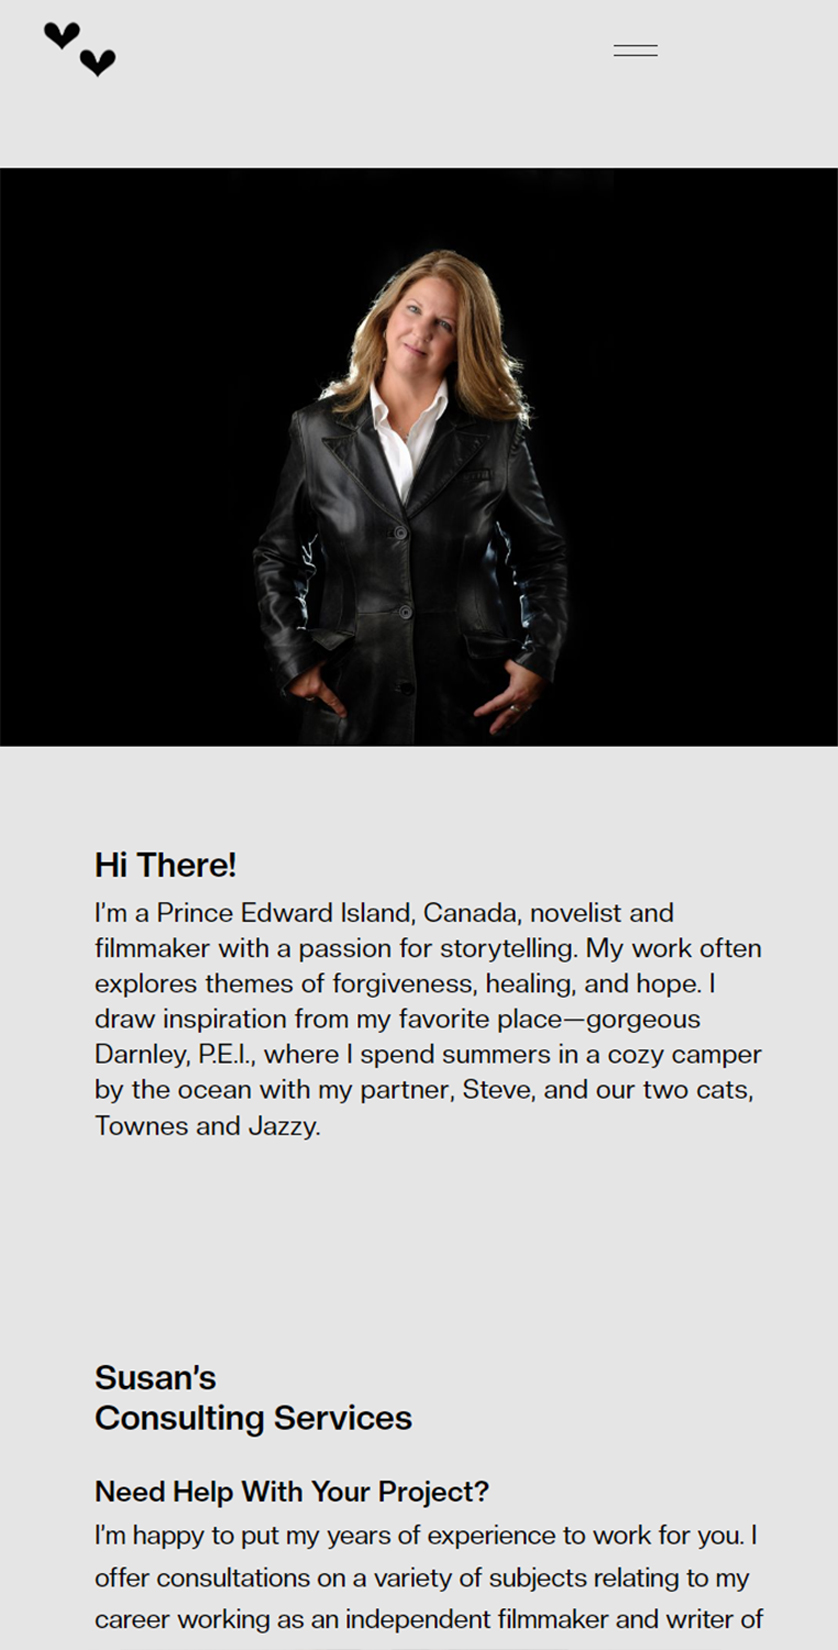 Hi There!
I'm a Prince Edward Island, Canada, novelist and
filmmaker with a passion for storytelling. My work often
explores themes of forgiveness, healing, and hope. I
draw inspiration from my favorite place—gorgeous
Darnley, P.E.I., where I spend summers in a cozy camper
by the ocean with my partner, Steve, and our two cats,
Townes and Jazzy.
Susan's
Consulting Services
Need Help With Your Project?
I'm happy to put my years of experience to work for you. I
offer consultations on a variety of subjects relating to my
career working as an independent filmmaker and writer of